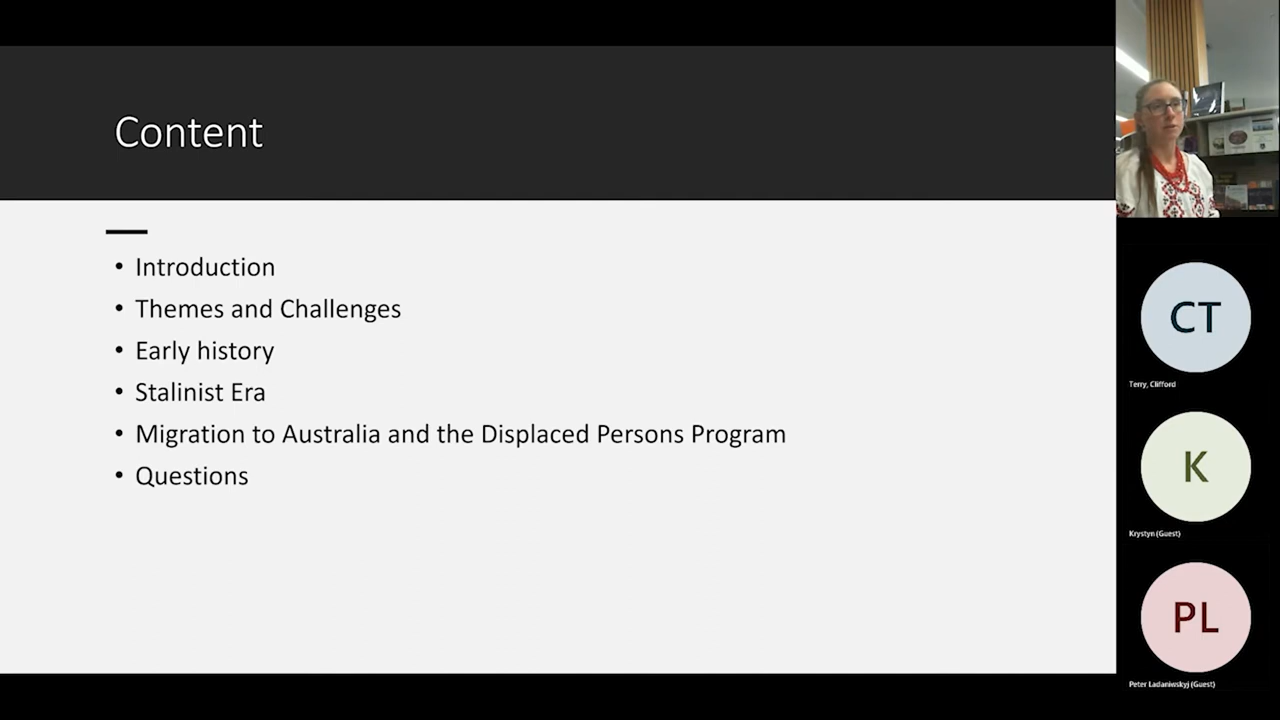 Content
• Introduction
• Themes and Challenges
• Early history
• Stalinist Era
• Migration to Australia and the Displaced Persons Program
• Questions
CT
Terry, Clifford
K
Krystyn (Guest)
PL
Peter Ladaniwskyj (Guest)